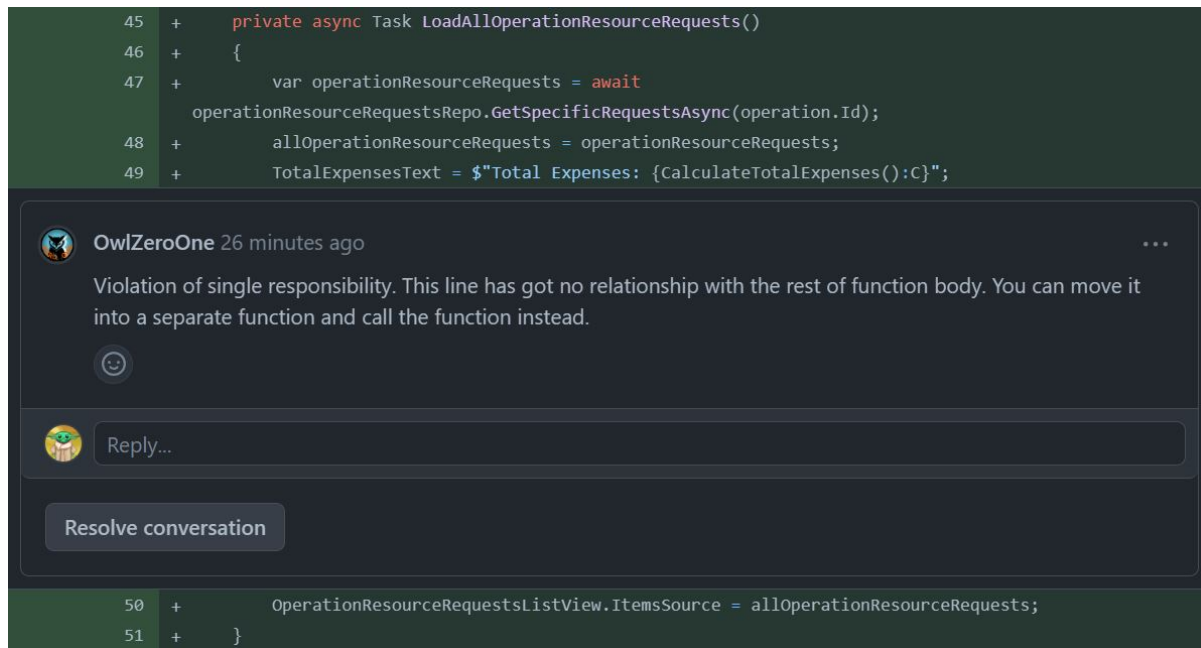 45 + private async Task LoadAllOperationResourceRequests()
46 + {
47 + var operationResourceRequests = await
operationResourceRequestsRepo.GetSpecificRequestsAsync(operation.Id);
48 + allOperationResourceRequests = operationResourceRequests;
49 + TotalExpensesText = $"Total Expenses: {CalculateTotalExpenses():C}";
OwlZeroOne 26 minutes ago
Violation of single responsibility. This line has got no relationship with the rest of function body. You can move it
into a separate function and call the function instead.
Reply...
Resolve conversation
50 + OperationResourceRequestsListView.ItemsSource = allOperationResourceRequests;
51 + }